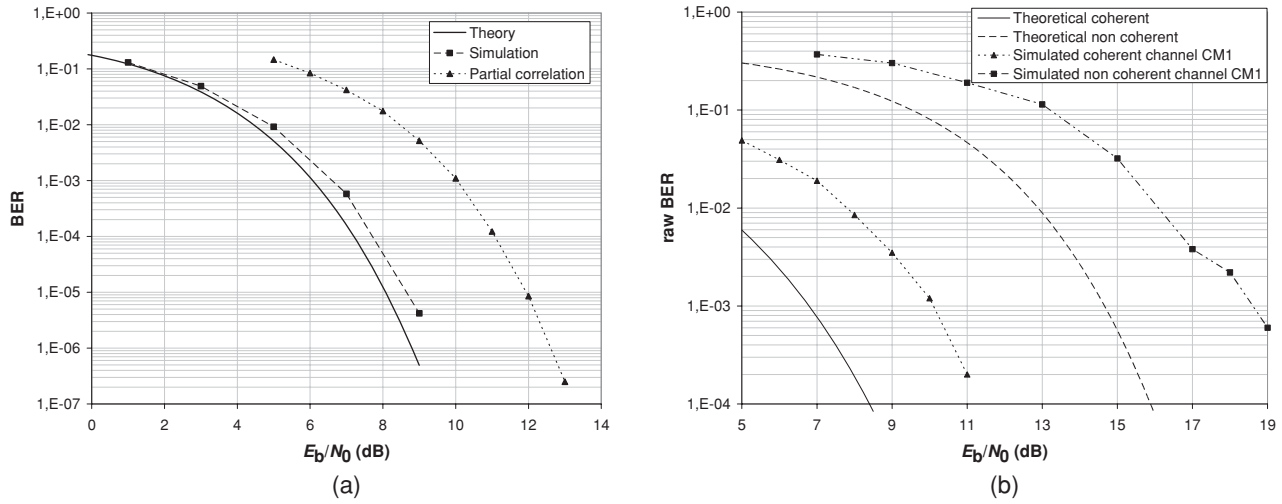 1,E+00
1,E-01
1,E-02
1,E-03
1,E-04
1,E-05
1,E-06
1,E-07
BER
0 2 4 6 8 10 12 14
Eb/N0 (dB)
Theory
Simulation
Partial correlation
(a)
1,E+00
1,E-01
1,E-02
1,E-03
1,E-04
raw BER
5 7 9 11 13 15 17 19
Eb/N0 (dB)
Theoretical coherent
Theoretical non coherent
Simulated coherent channel CM1
Simulated non coherent channel CM1
(b)